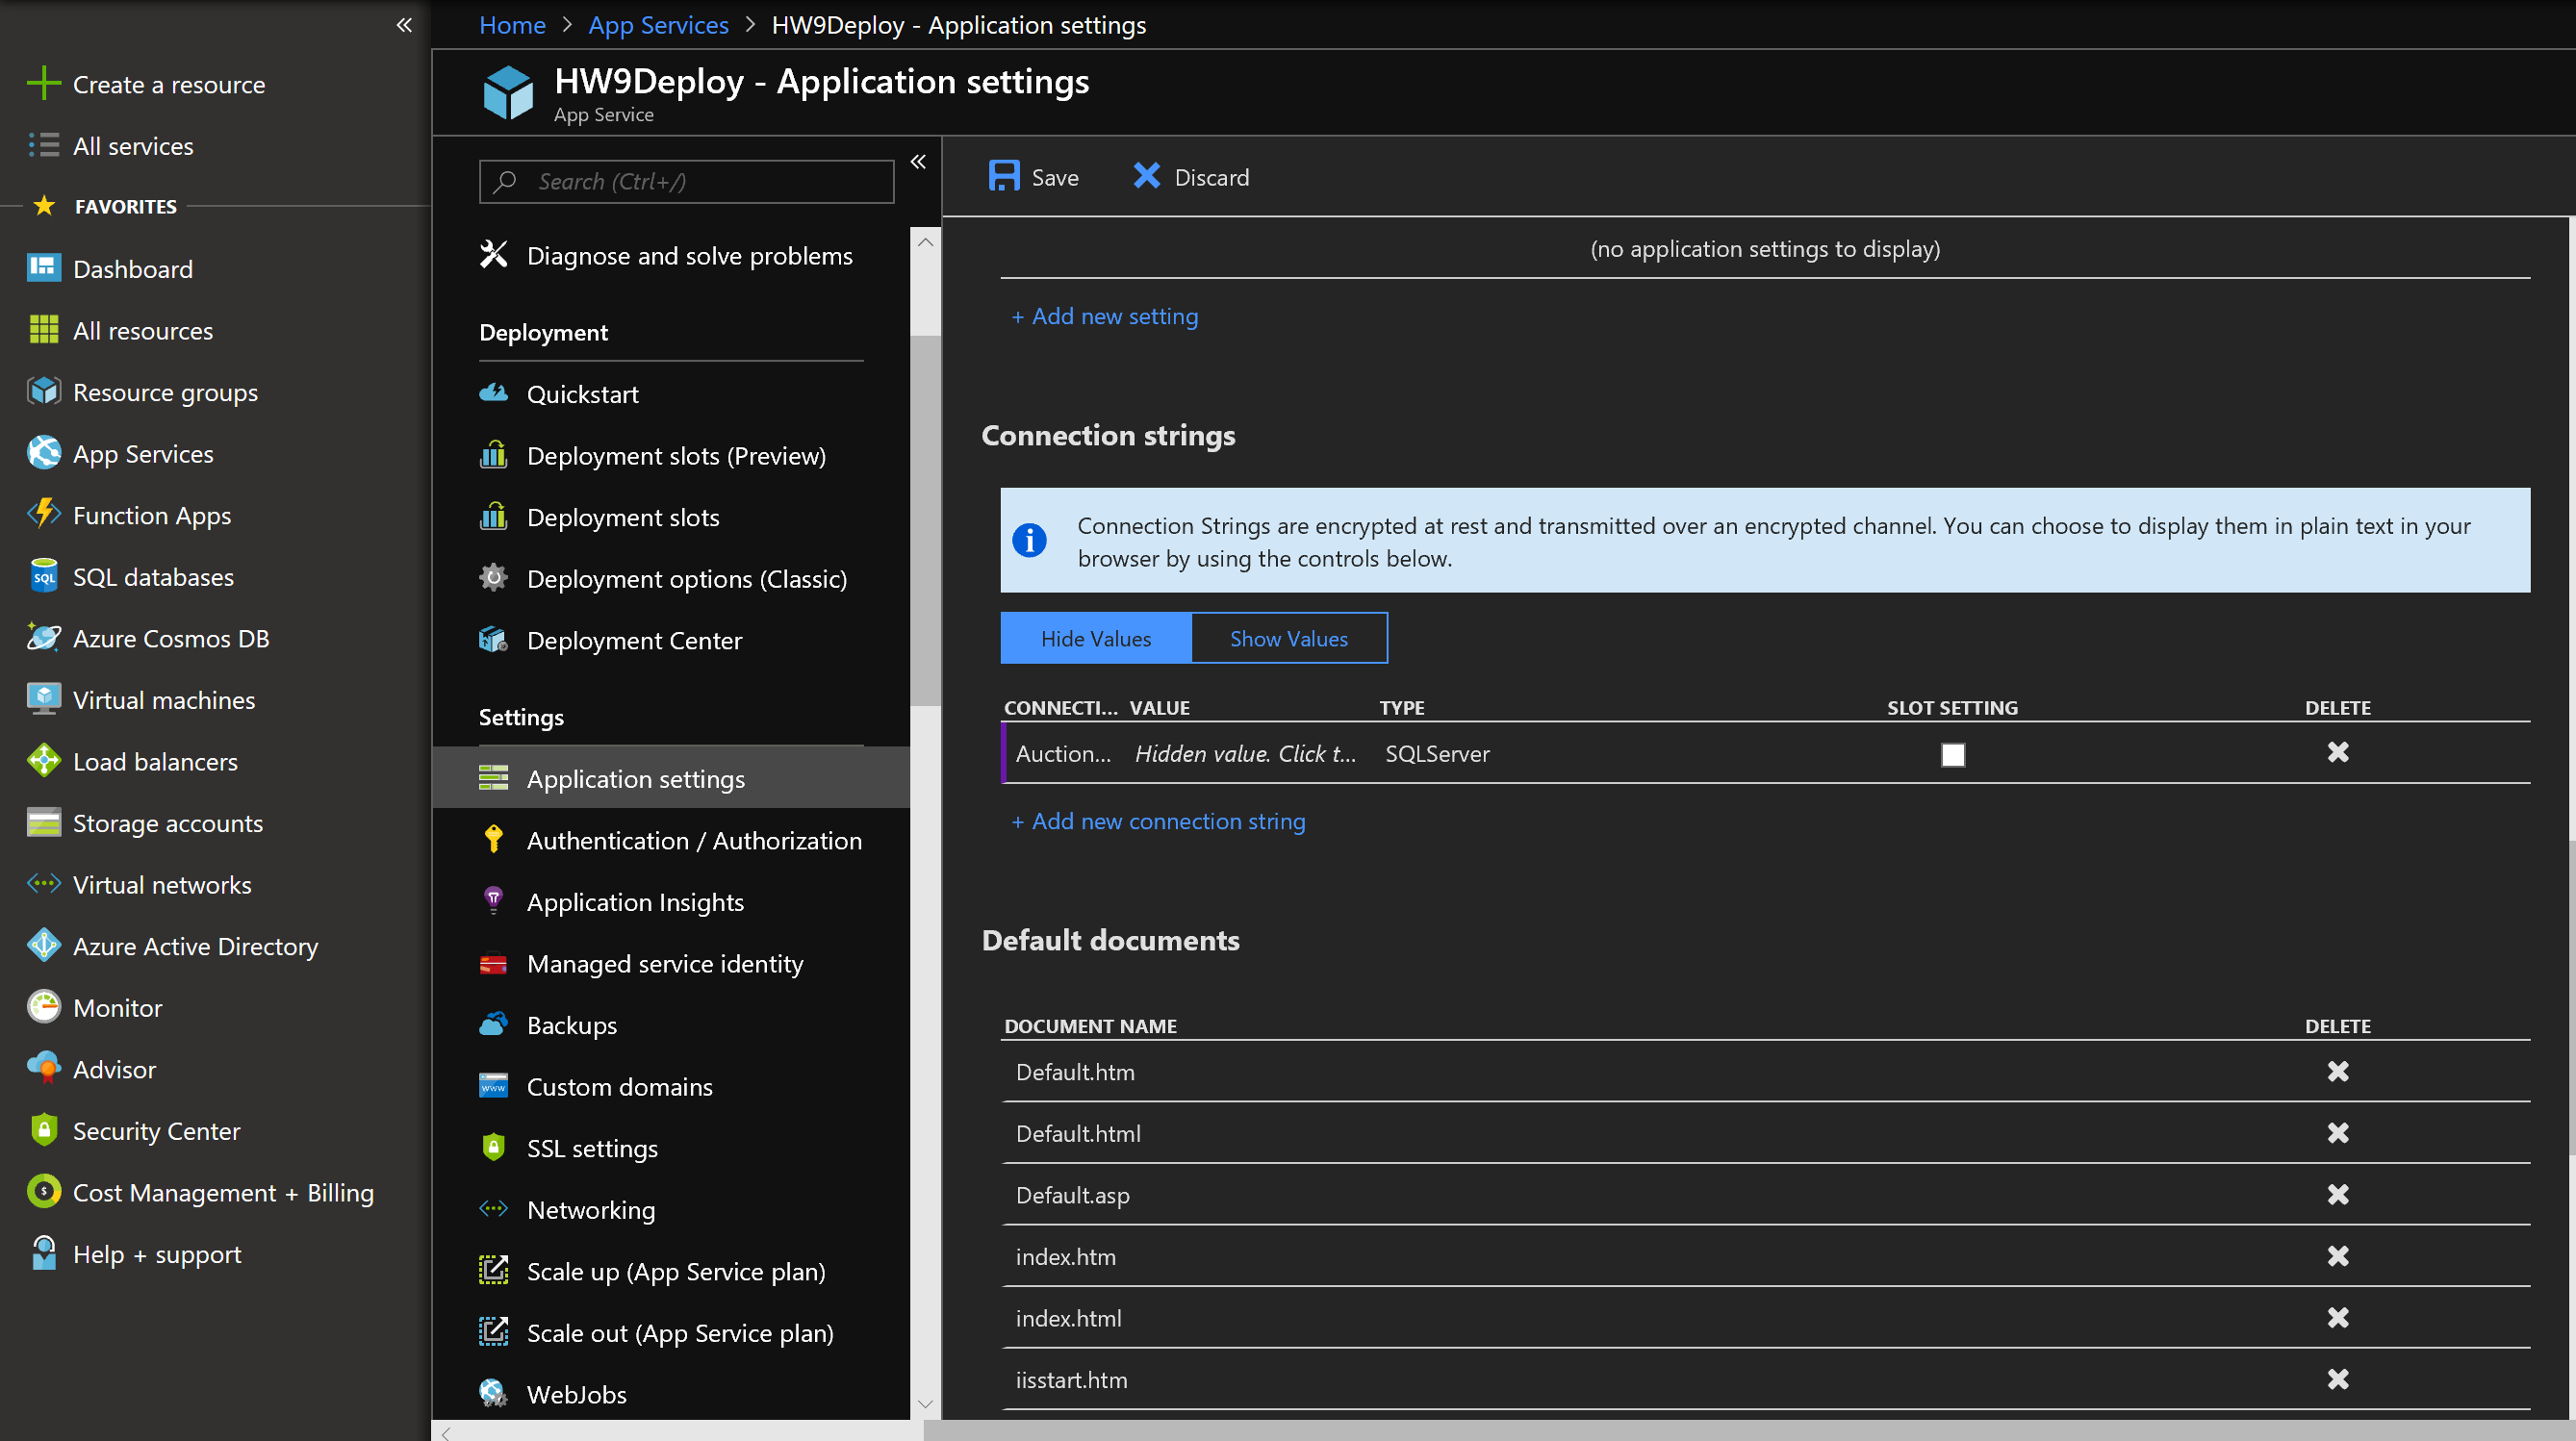 Create a resource
All services
FAVORITES
Dashboard
All resources
Resource groups
App Services
Function Apps
SQL databases
Azure Cosmos DB
Virtual machines
Load balancers
Storage accounts
Virtual networks
Azure Active Directory
Monitor
Advisor
Security Center
Cost Management + Billing
Help + support
Home > App Services > HW9Deploy - Application settings
HW9Deploy - Application settings
App Service
Search (Ctrl+/)
Diagnose and solve problems
Deployment
Quickstart
Deployment slots (Preview)
Deployment slots
Deployment options (Classic)
Deployment Center
Settings
Application settings
Authentication / Authorization
Application Insights
Managed service identity
Backups
Custom domains
SSL settings
Networking
Scale up (App Service plan)
Scale out (App Service plan)
WebJobs
Save Discard
(no application settings to display)
+ Add new setting
Connection strings
Connection Strings are encrypted at rest and transmitted over an encrypted channel. You can choose to display them in plain text in your
browser by using the controls below.
Hide Values Show Values
CONNECTI... VALUE TYPE SLOT SETTING DELETE
Auction... Hidden value. Click t... SQLServer
+ Add new connection string
Default documents
DOCUMENT NAME DELETE
Default.htm
Default.html
Default.asp
index.htm
index.html
iisstart.htm